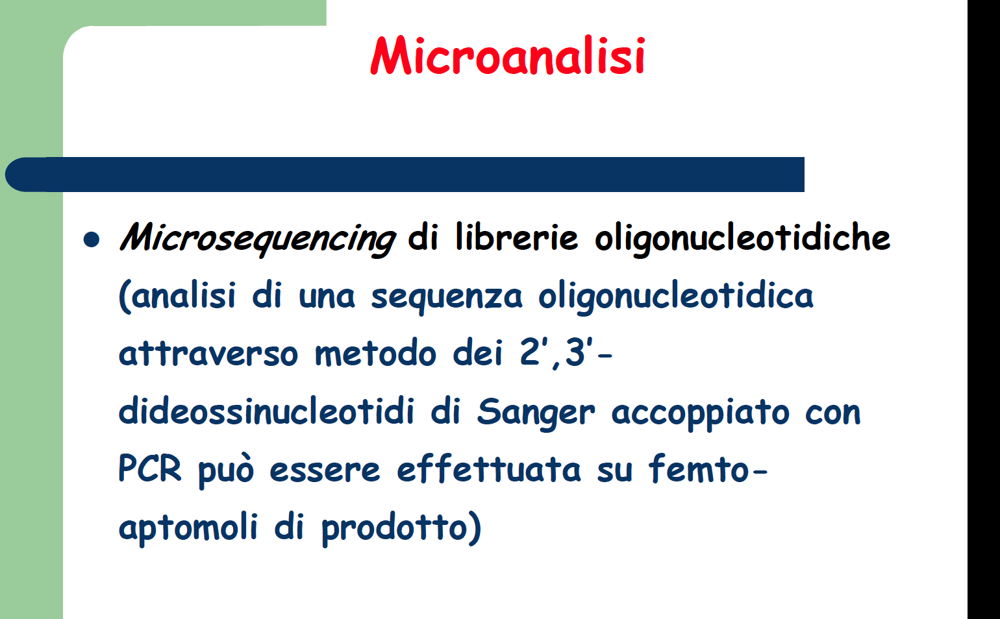 Microanalisi
Microsequencing di librerie oligonucleotidiche
(analisi di una sequenza oligonucleotidica
attraverso metodo dei 2’,3’-
dideossinucleotidi di Sanger accoppiato con
PCR può essere effettuata su femto-
aptomoli di prodotto)